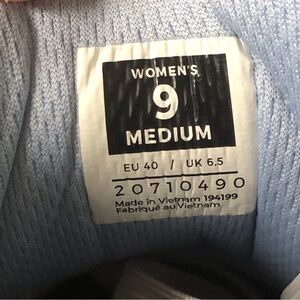 WOMEN'S
9
MEDIUM
EU 40 / UK 6.5
20710490
Made in Vietnam 194199
Fabriqué au Vietnam